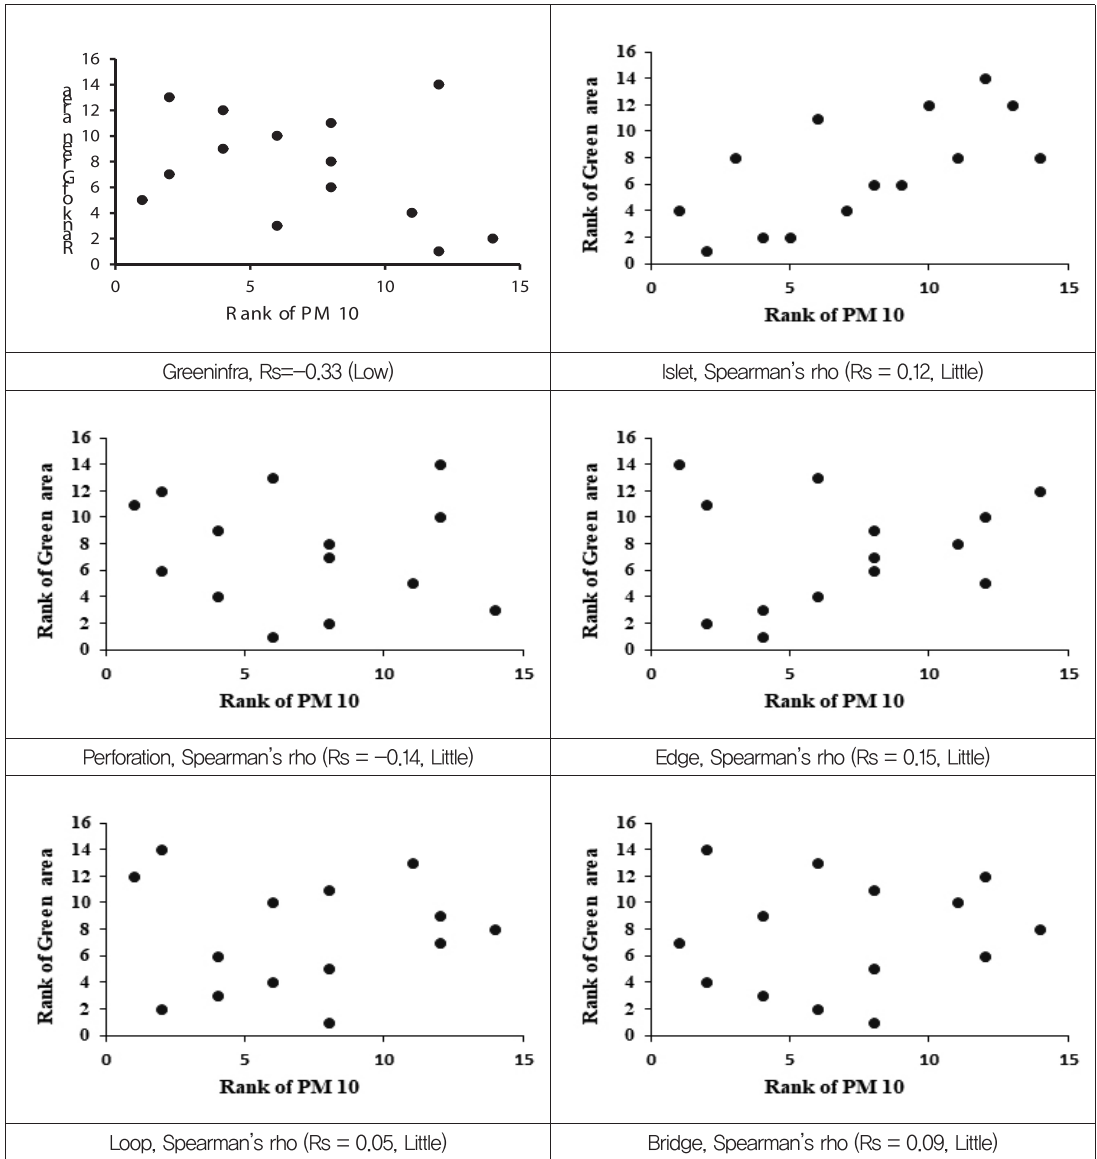 16
14
12
10
8
6
4
2
0
0 5 10 15
Rank of Green area
Rank of PM 10
16
14
12
10
8
6
4
2
0
0 5 10 15
Rank of Green area
Rank of PM 10
Greeninfra, Rs=−0.33 (Low)
Islet, Spearman's rho (Rs = 0.12, Little)
16
14
12
10
8
6
4
2
0
0 5 10 15
Rank of Green area
Rank of PM 10
16
14
12
10
8
6
4
2
0
0 5 10 15
Rank of Green area
Rank of PM 10
Perforation, Spearman's rho (Rs = −0.14, Little)
Edge, Spearman's rho (Rs = 0.15, Little)
16
14
12
10
8
6
4
2
0
0 5 10 15
Rank of Green area
Rank of PM 10
16
14
12
10
8
6
4
2
0
0 5 10 15
Rank of Green area
Rank of PM 10
Loop, Spearman's rho (Rs = 0.05, Little)
Bridge, Spearman's rho (Rs = 0.09, Little)